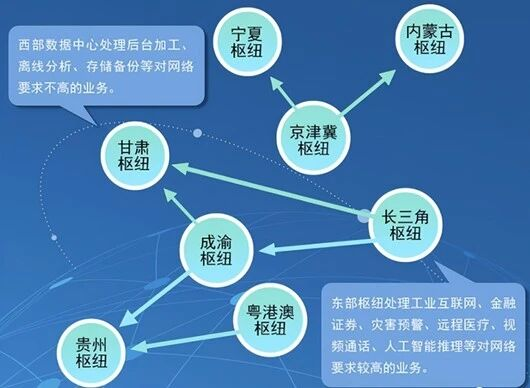 西部数据中心处理后台加工、
离线分析、存储备份等对网络
要求不高的业务。
宁夏
枢纽
内蒙古
枢纽
京津冀
枢纽
甘肃
枢纽
长三角
枢纽
成渝
枢纽
粤港澳
枢纽
贵州
枢纽
东部枢纽处理工业互联网、金融
证券、灾害预警、远程医疗、视
频通话、人工智能推理等对网络
要求较高的业务。